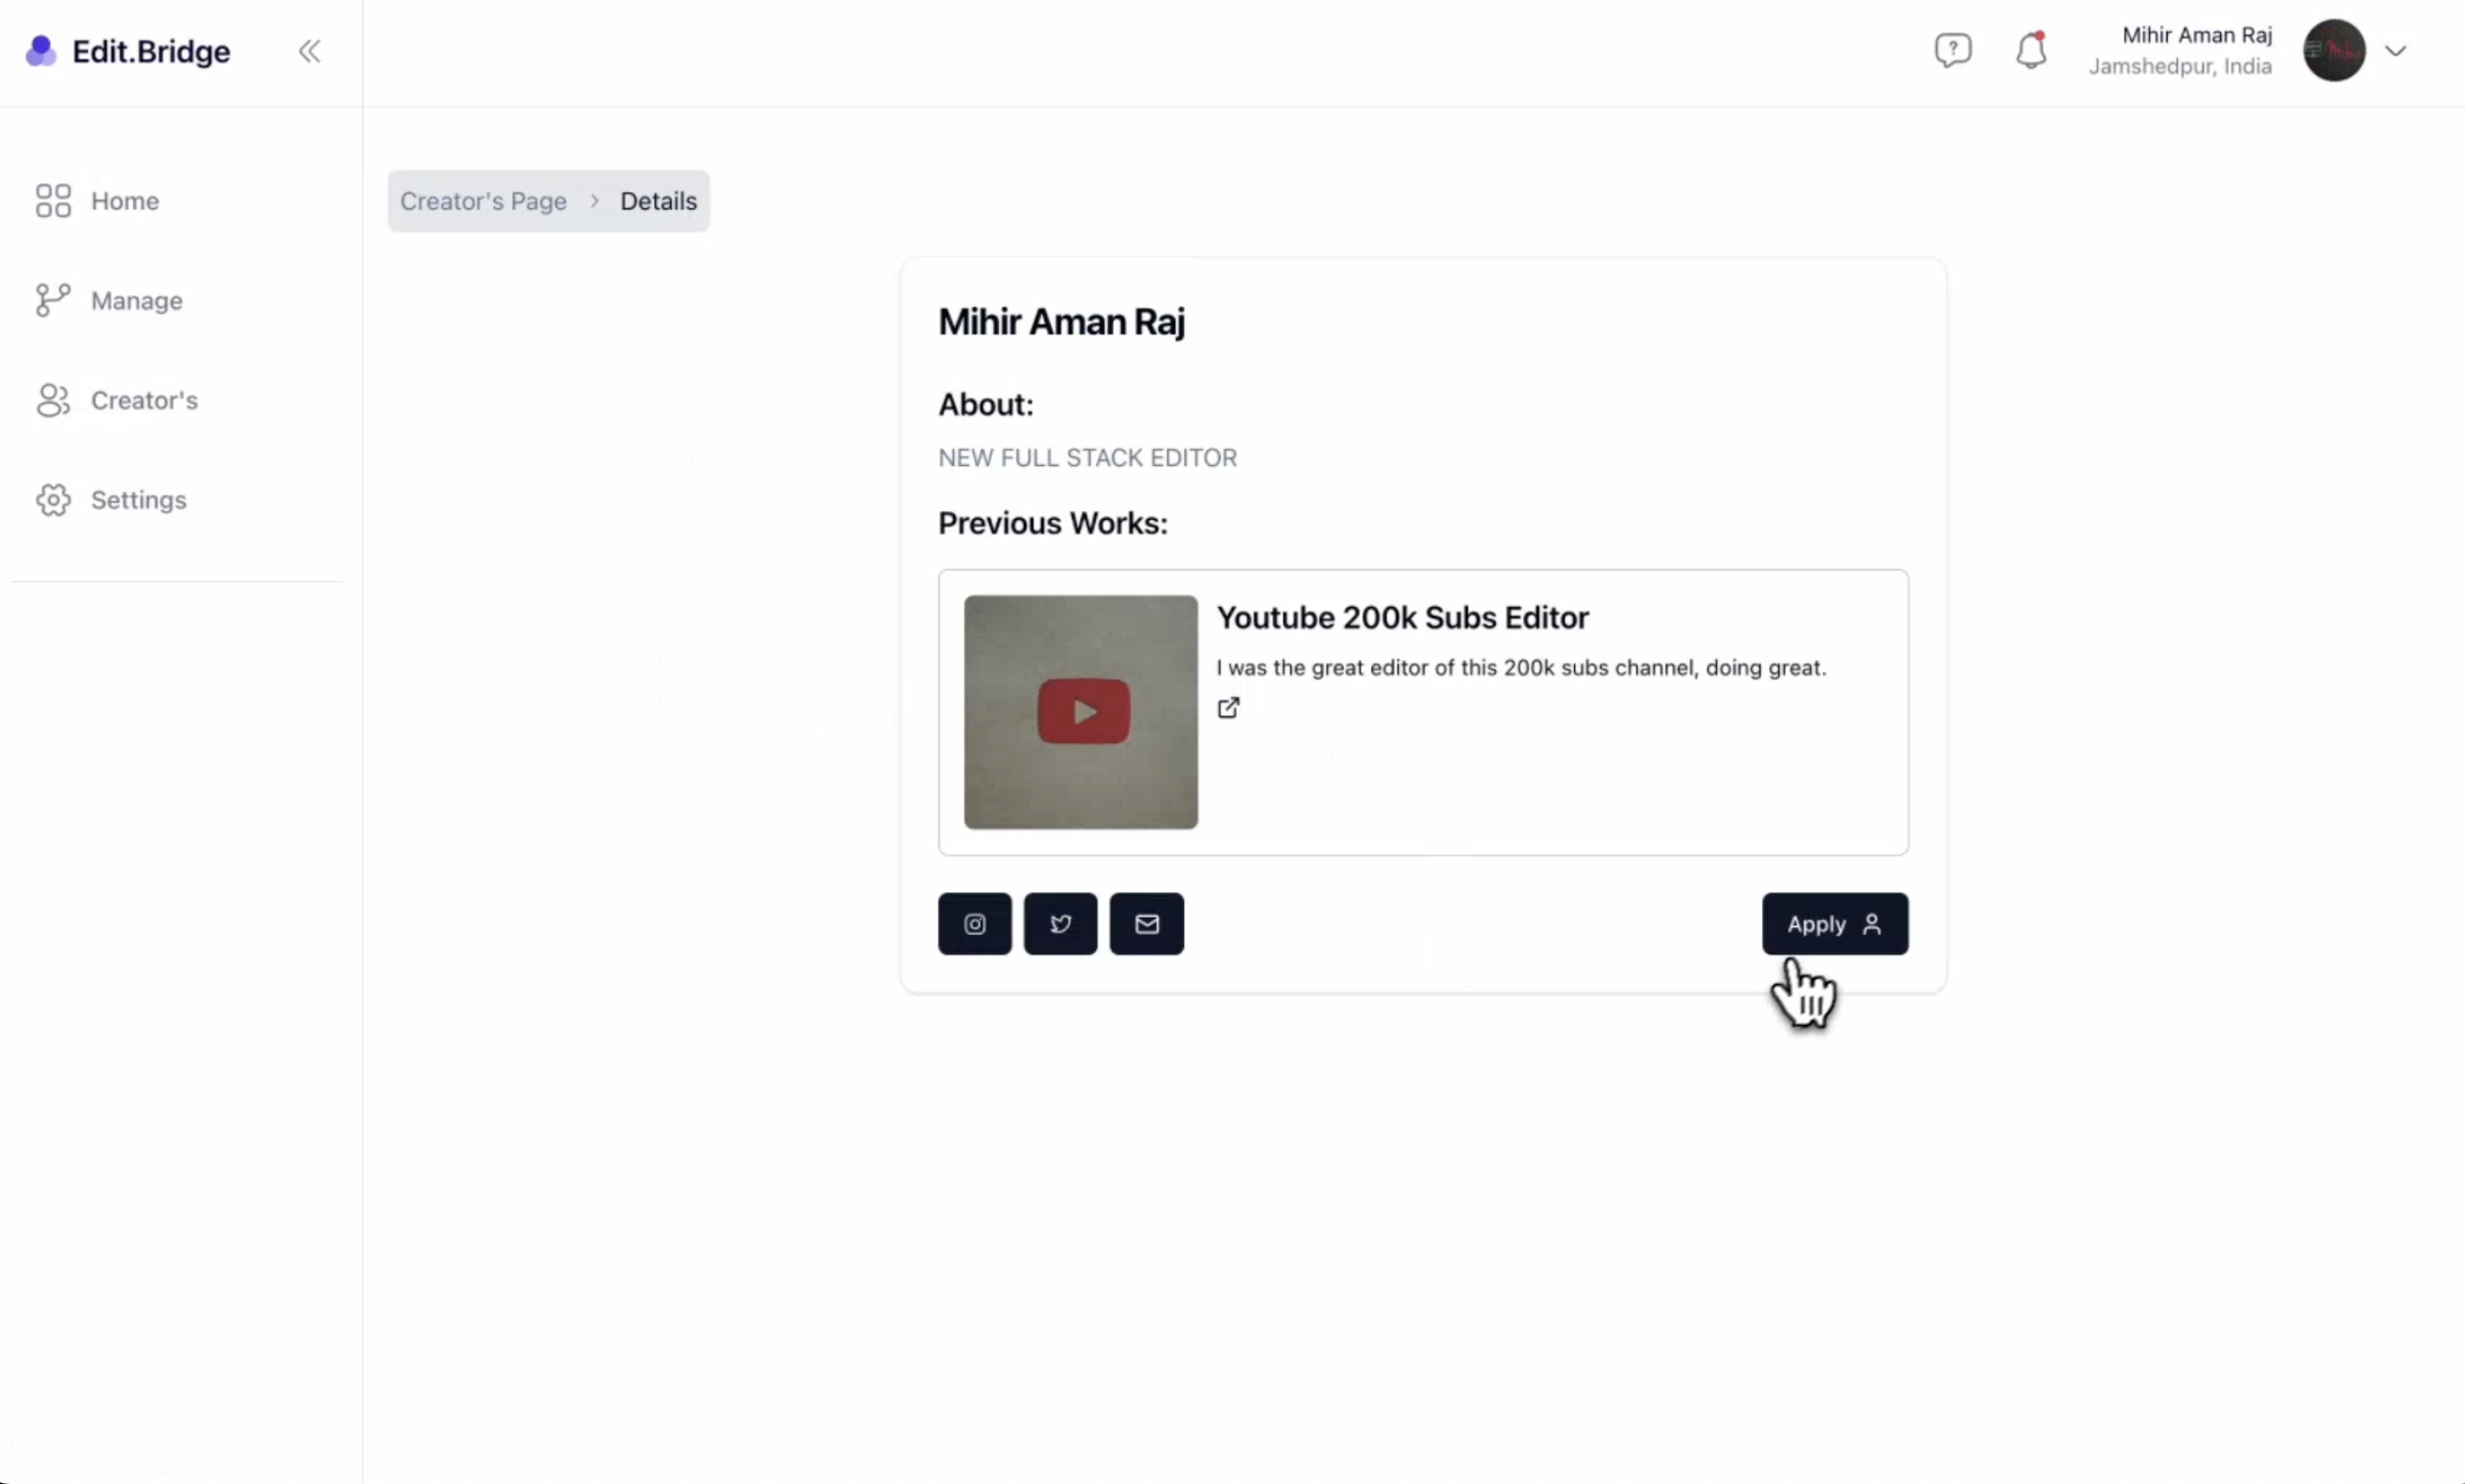 Edit.Bridge
Mihir Aman Raj
Jamshedpur, India
Home
Manage
Creator's
Settings
Creator's Page > Details
Mihir Aman Raj
About:
NEW FULL STACK EDITOR
Previous Works:
Youtube 200k Subs Editor
I was the great editor of this 200k subs channel, doing great.
Apply